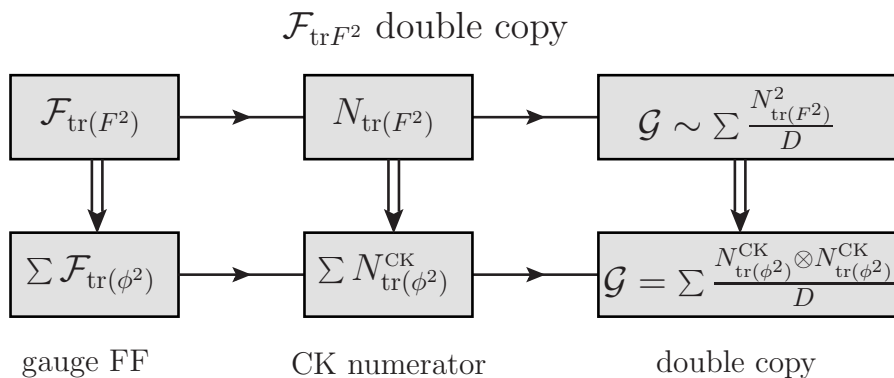 𝓕_{trF²} double copy
𝓕_{tr(F²)} N_{tr(F²)} 𝓖 ∼ ∑ N²_{tr(F²)} / D
∑ 𝓕_{tr(ϕ²)} ∑ N^{CK}_{tr(ϕ²)} 𝓖 = ∑ N^{CK}_{tr(ϕ²)} ⊗ N^{CK}_{tr(ϕ²)} / D
gauge FF CK numerator double copy